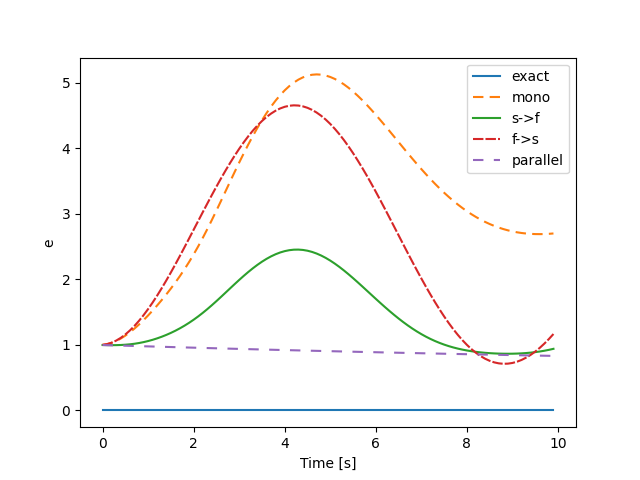 exact
mono
s->f
f->s
parallel
5
4
3
2
1
0
e
0 2 4 6 8 10
Time [s]